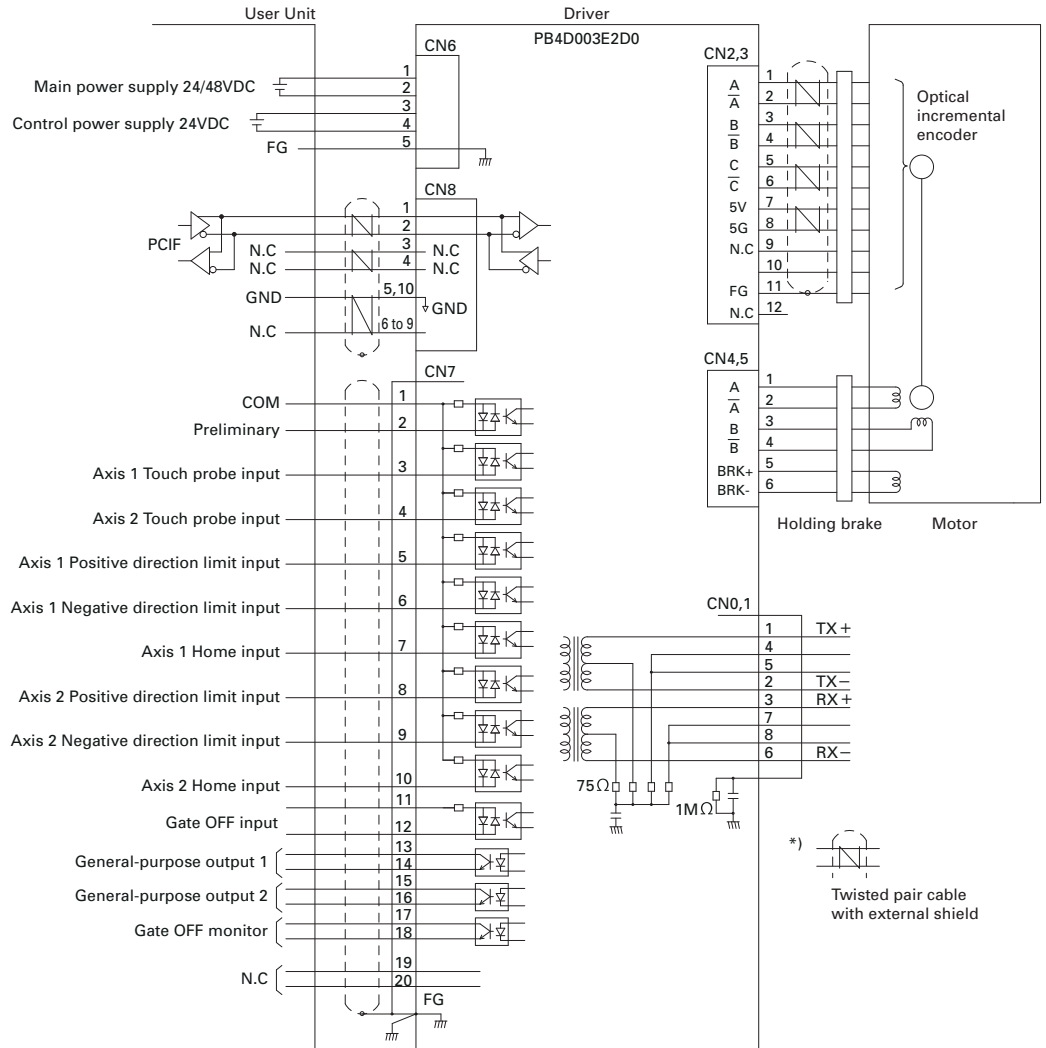 User Unit
Driver
PB4D003E2D0
CN6
Main power supply 24/48VDC
1
2
Control power supply 24VDC
3
4
FG
5
CN8
PCIF
1
2
N.C
3
N.C
N.C
4
N.C
GND
5,10
GND
N.C
6 to 9
CN7
COM
1
Preliminary
2
Axis 1 Touch probe input
3
Axis 2 Touch probe input
4
Axis 1 Positive direction limit input
5
Axis 1 Negative direction limit input
6
Axis 1 Home input
7
Axis 2 Positive direction limit input
8
Axis 2 Negative direction limit input
9
Axis 2 Home input
10
11
Gate OFF input
12
General-purpose output 1
13
14
General-purpose output 2
15
16
Gate OFF monitor
17
18
N.C
19
20
FG
CN2,3
A
1
A̅
2
B
3
B̅
4
C
5
C̅
6
5V
7
5G
8
N.C
9
10
FG
11
N.C
12
Optical
incremental
encoder
CN4,5
A
1
A̅
2
B
3
B̅
4
BRK+
5
BRK-
6
Holding brake
Motor
CN0,1
1
TX+
4
5
2
TX−
3
RX+
7
8
6
RX−
75Ω
1MΩ
*)
Twisted pair cable
with external shield